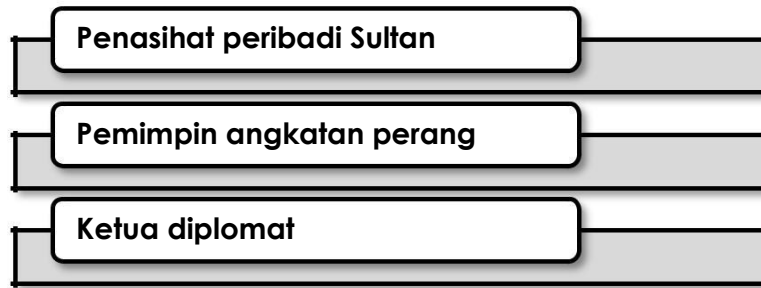 Penasihat peribadi Sultan
Pemimpin angkatan perang
Ketua diplomat